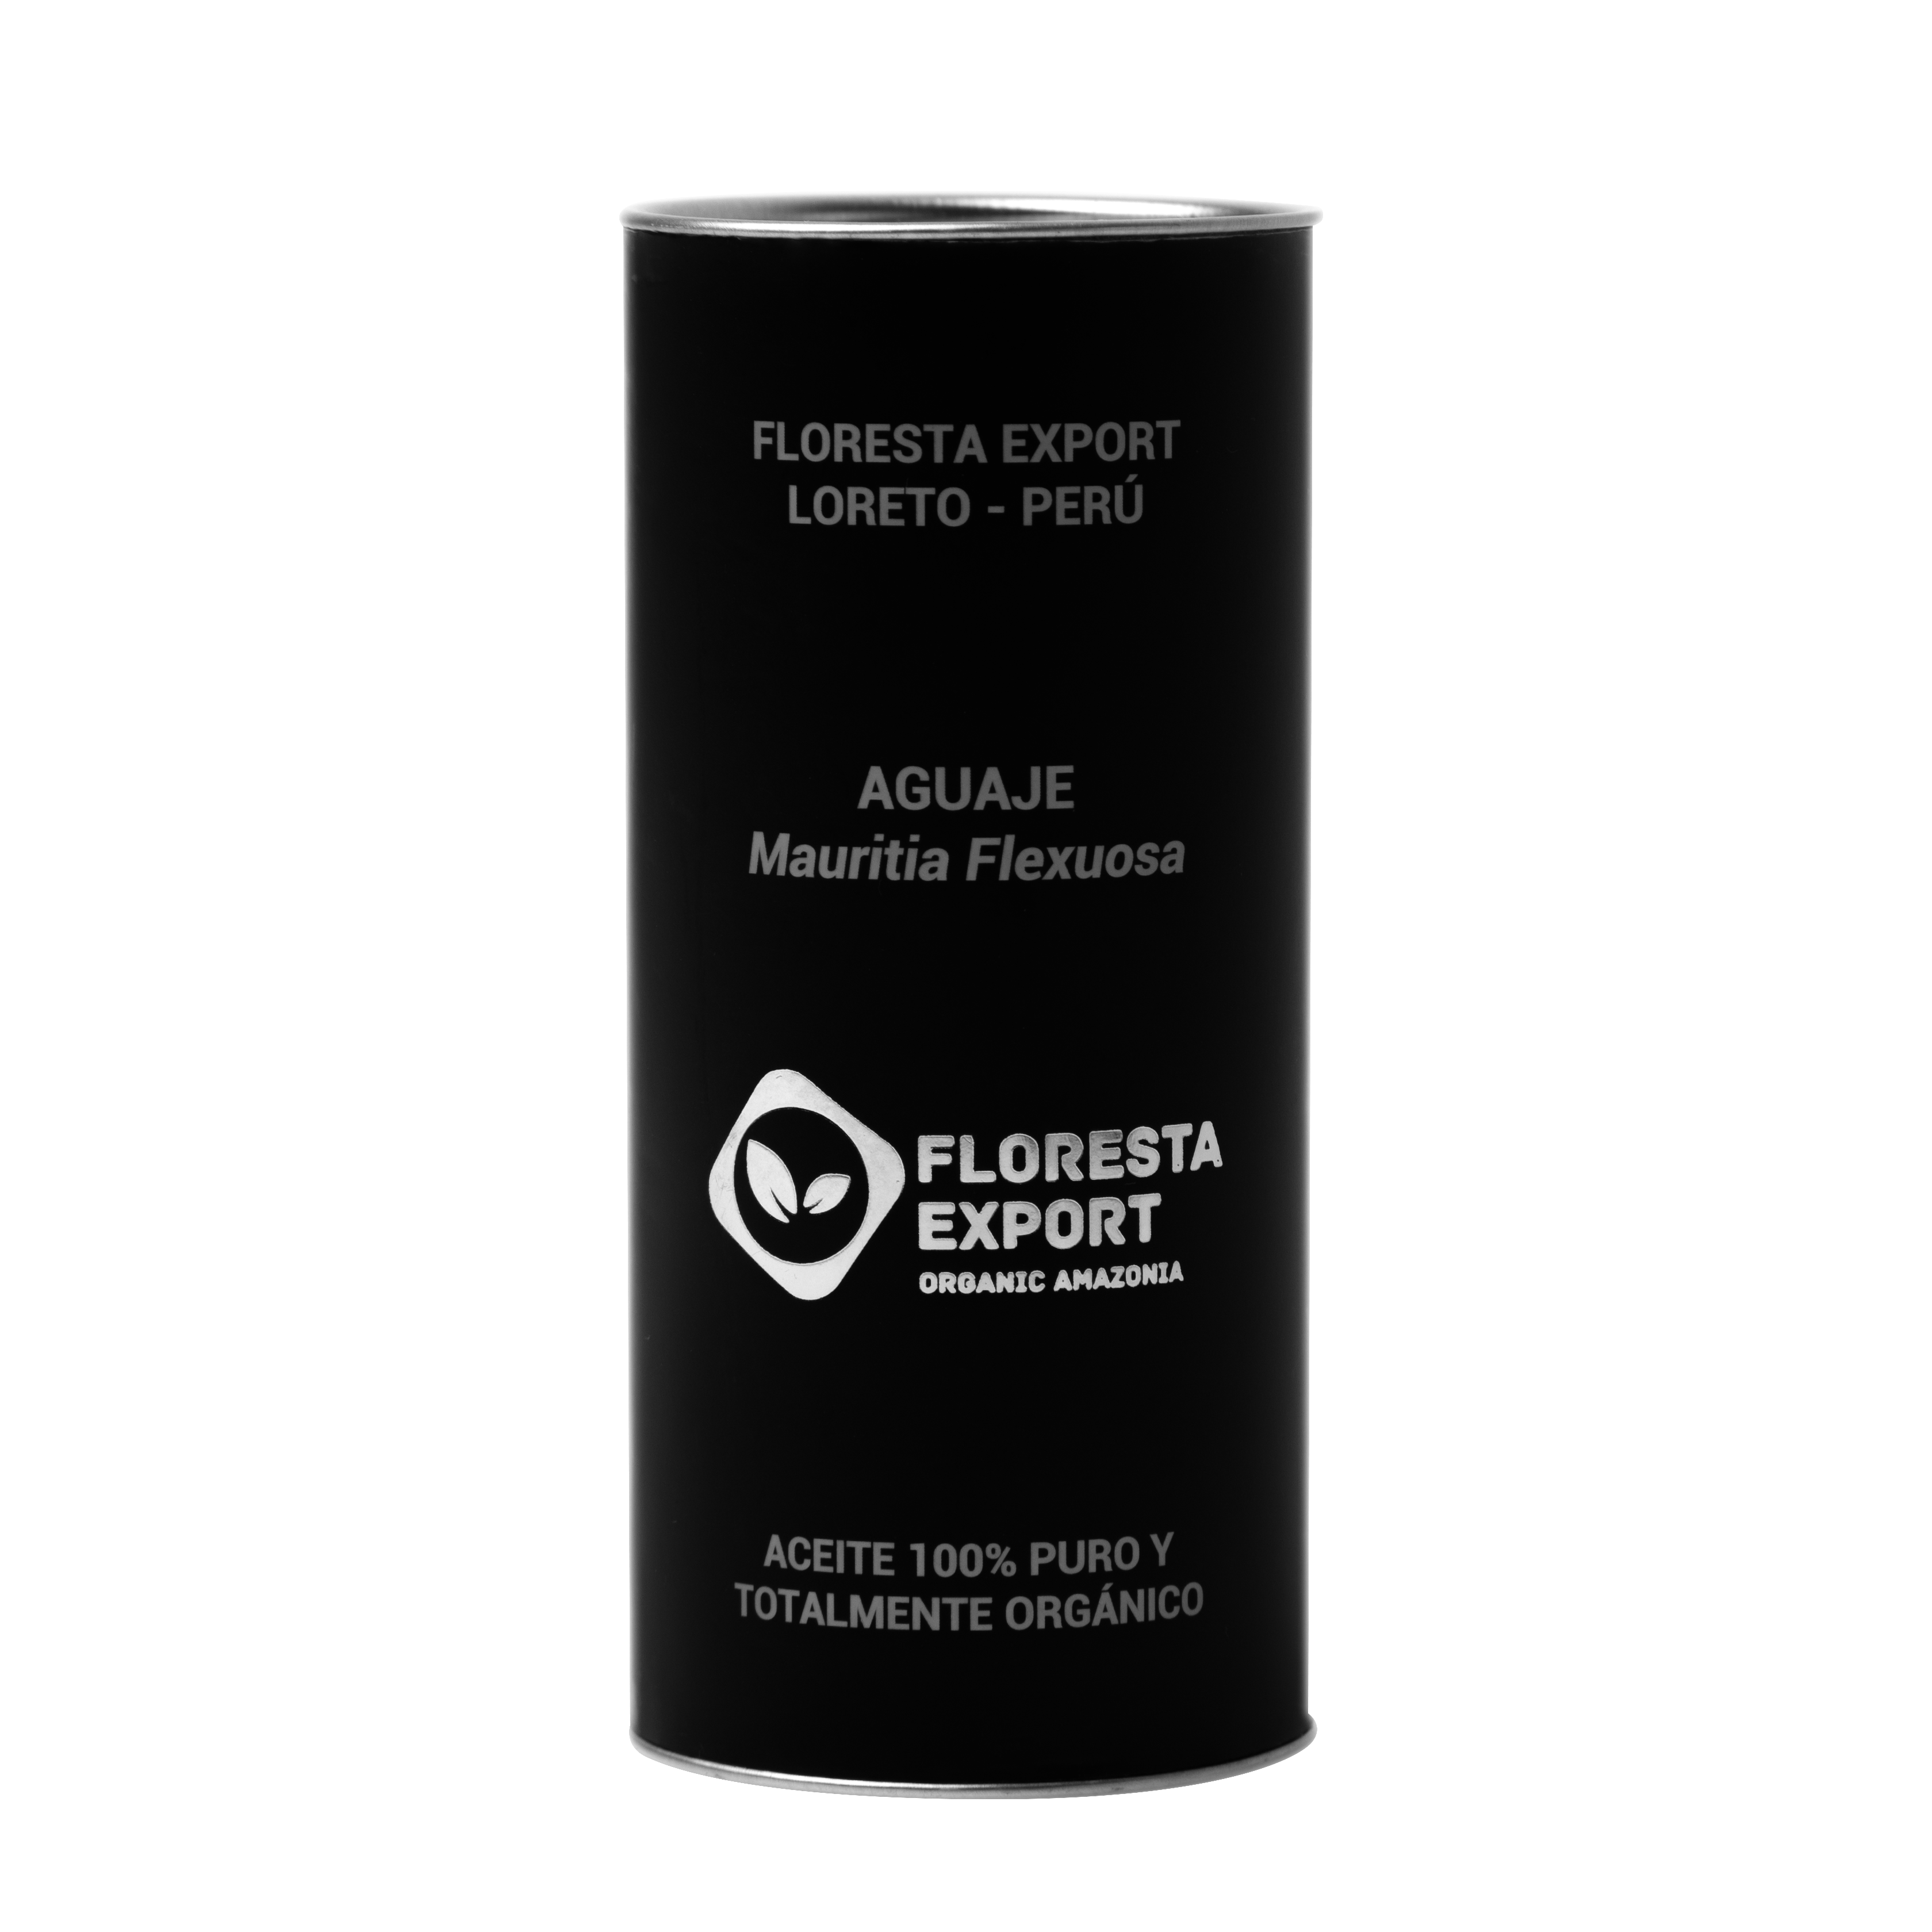 FLORESTA EXPORT
LORETO - PERÚ
AGUAJE
Mauritia Flexuosa
FLORESTA
EXPORT
ORGANIC AMAZONIA
ACEITE 100% PURO Y
TOTALMENTE ORGÁNICO